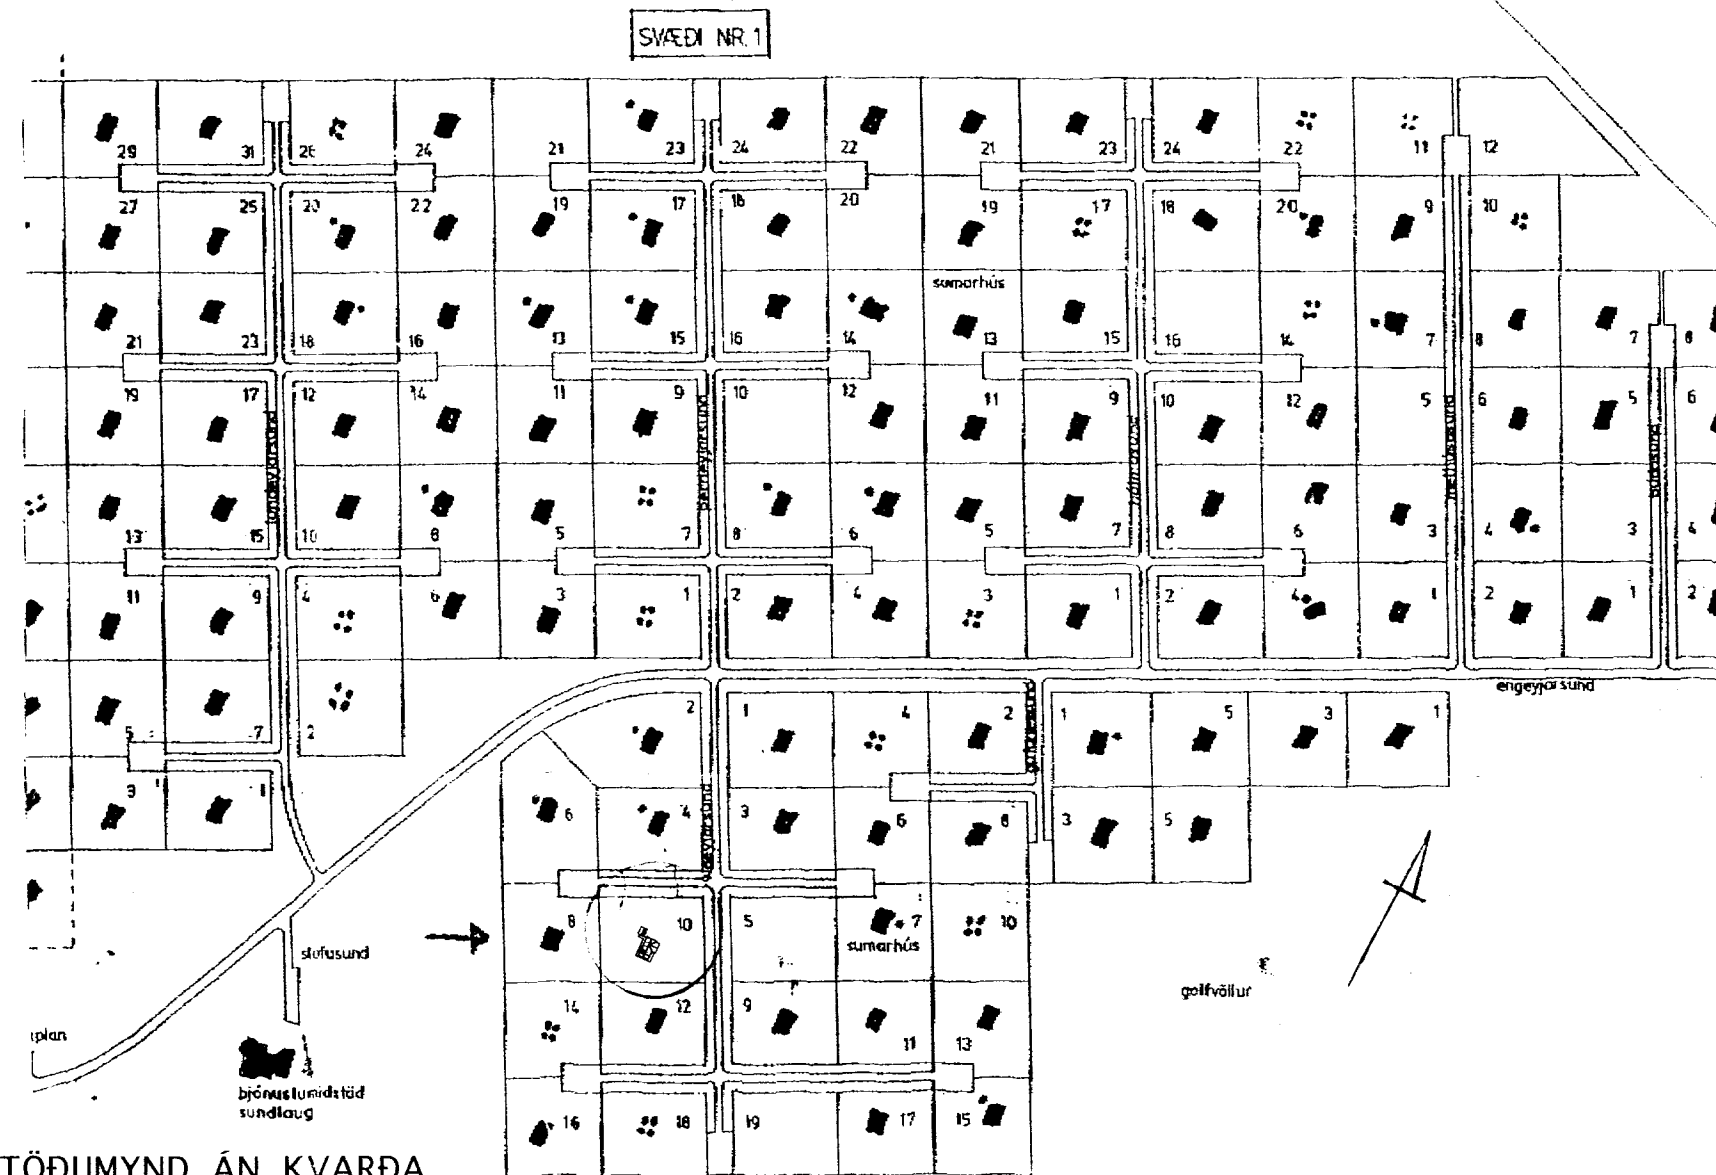 SVÆÐI NR. 1
29 31 26 24 21 23 24 22 21 23 24 22 11 12
27 25 20 22 19 17 18 20 19 17 18 20 9 10
sumarhús
21 23 18 16 13 15 16 14 13 15 16 14 7 8 7 8
19 17 12 14 11 9 10 12 11 9 10 12 5 6 5 6
13 15 10 8 5 7 8 6 5 7 8 6 3 4 3 4
11 9 4 6 3 1 2 4 3 1 2 4 1 2 1 2
engeyjarsund
5 7 2 2 1 4 2 1 5 3 1
3 1 6 4 3 6 8 3 5
8 10 5 7 10
stofusund
sumarhús
golfvöllur
14 12 9 11 13
plan
þjónustumidstöd
sundlaug
16 18 19 17 15
TÖÐUMYND ÁN KVARÐA